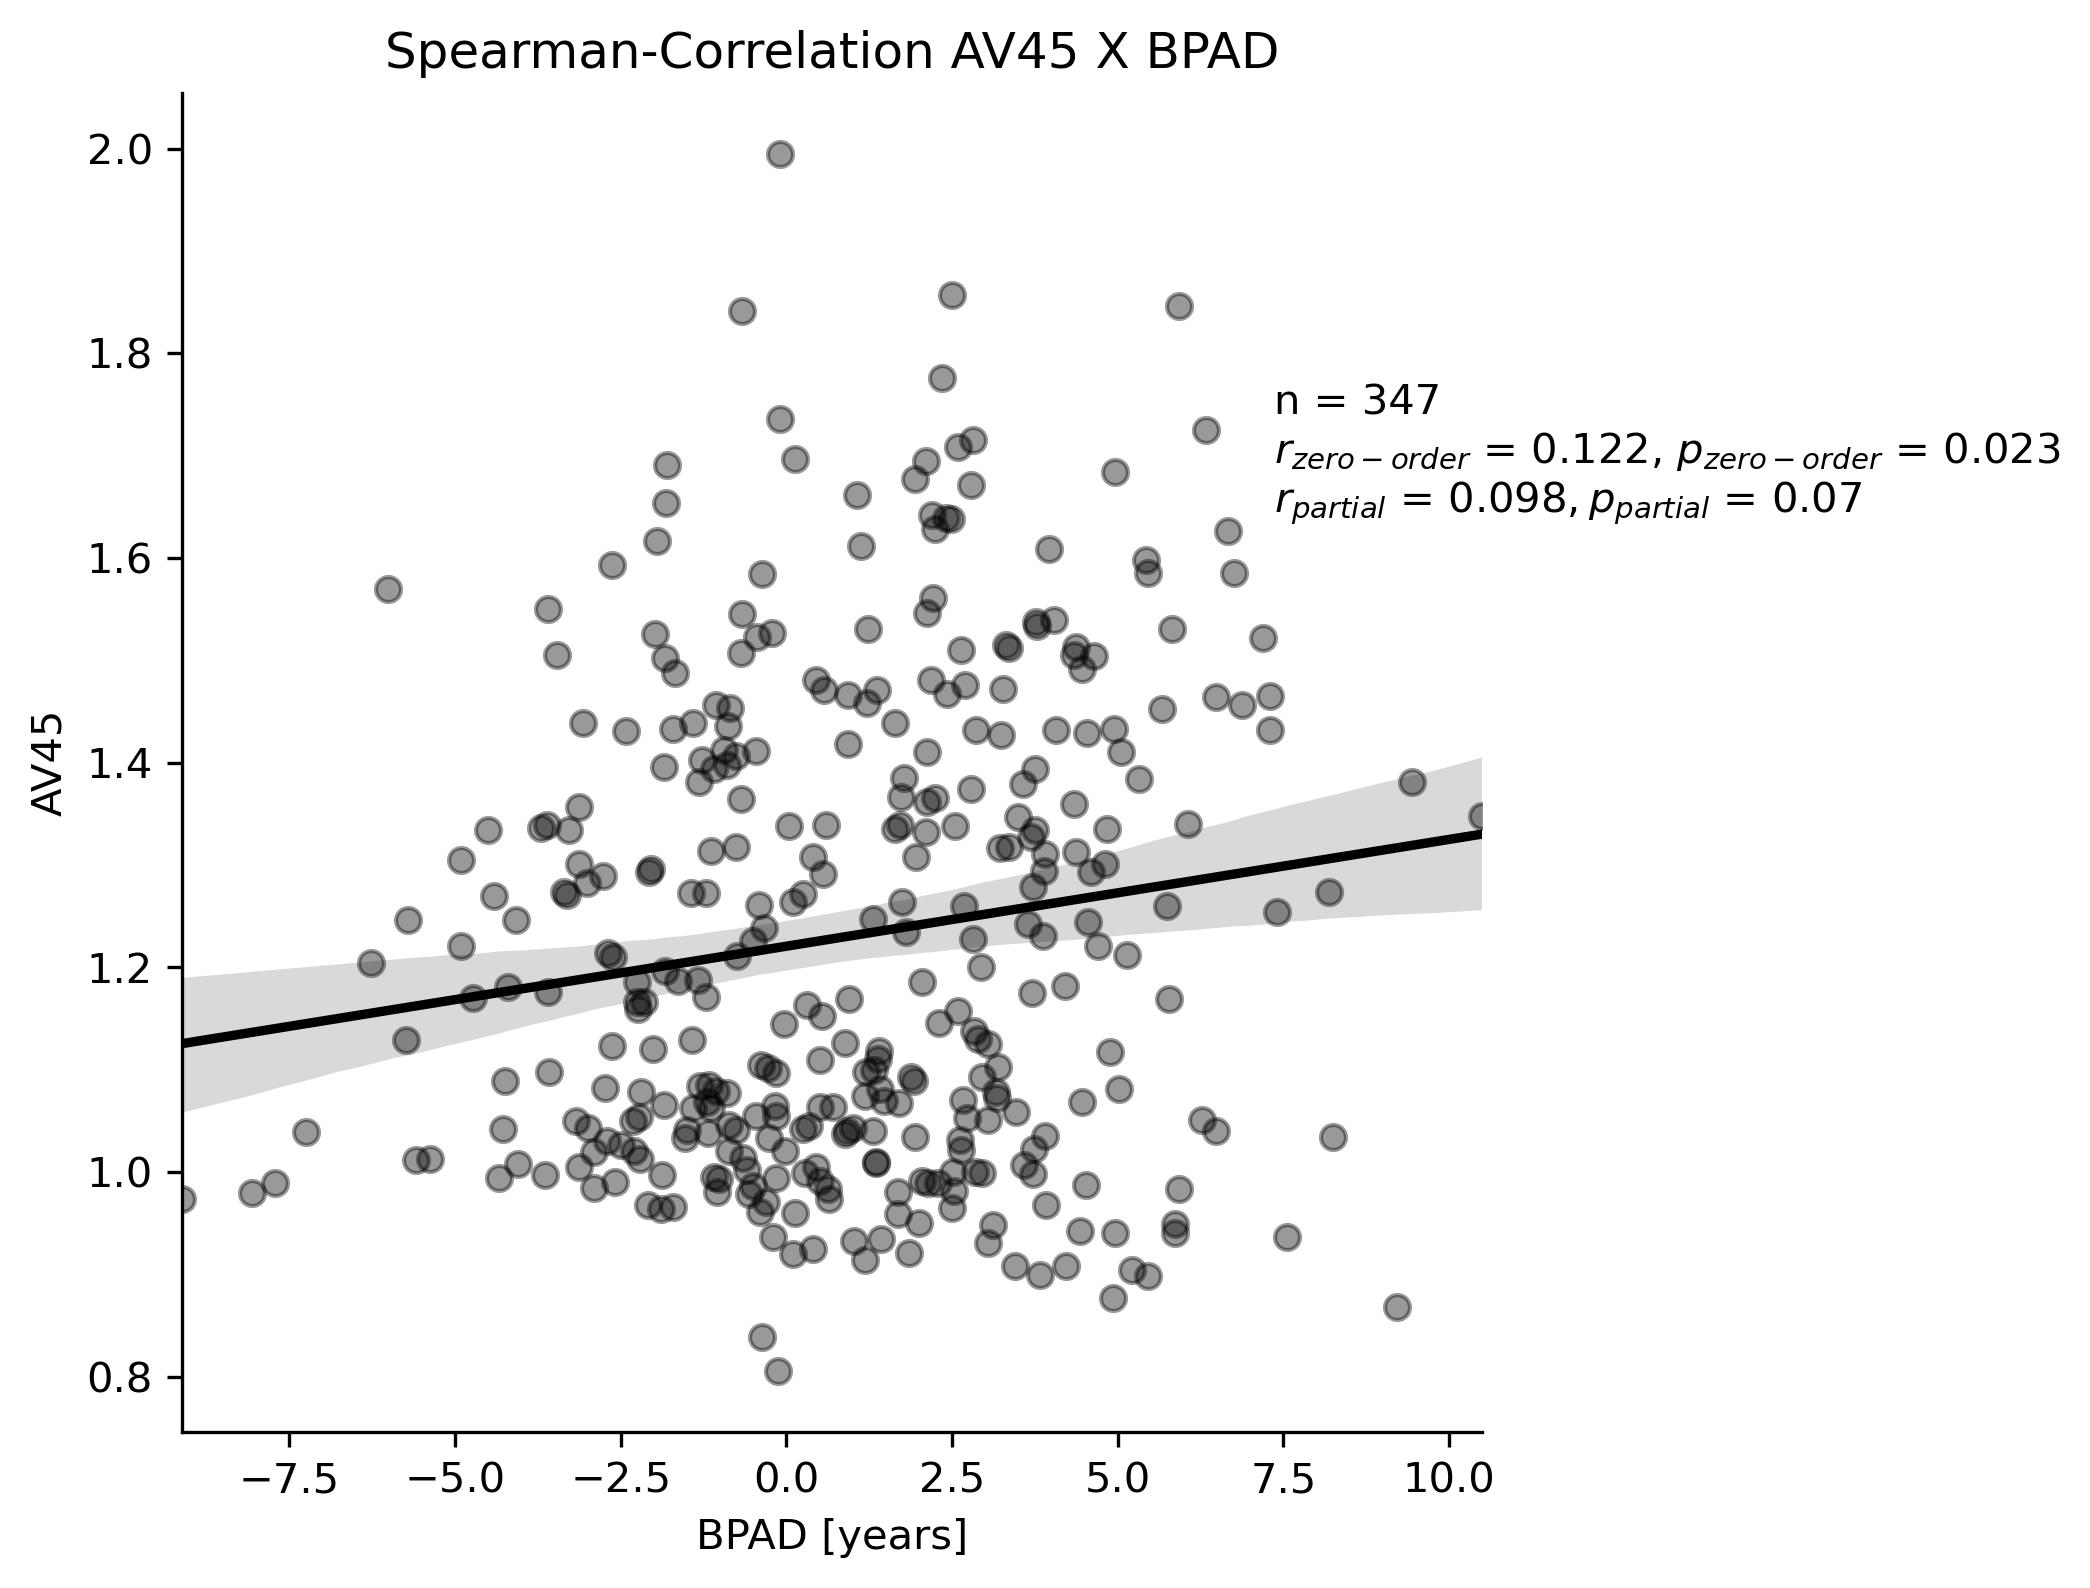 Spearman-Correlation AV45 X BPAD
2.0
1.8
1.6
1.4
1.2
1.0
0.8
AV45
n = 347
r_zero−order = 0.122, p_zero−order = 0.023
r_partial = 0.098, p_partial = 0.07
−7.5 −5.0 −2.5 0.0 2.5 5.0 7.5 10.0
BPAD [years]